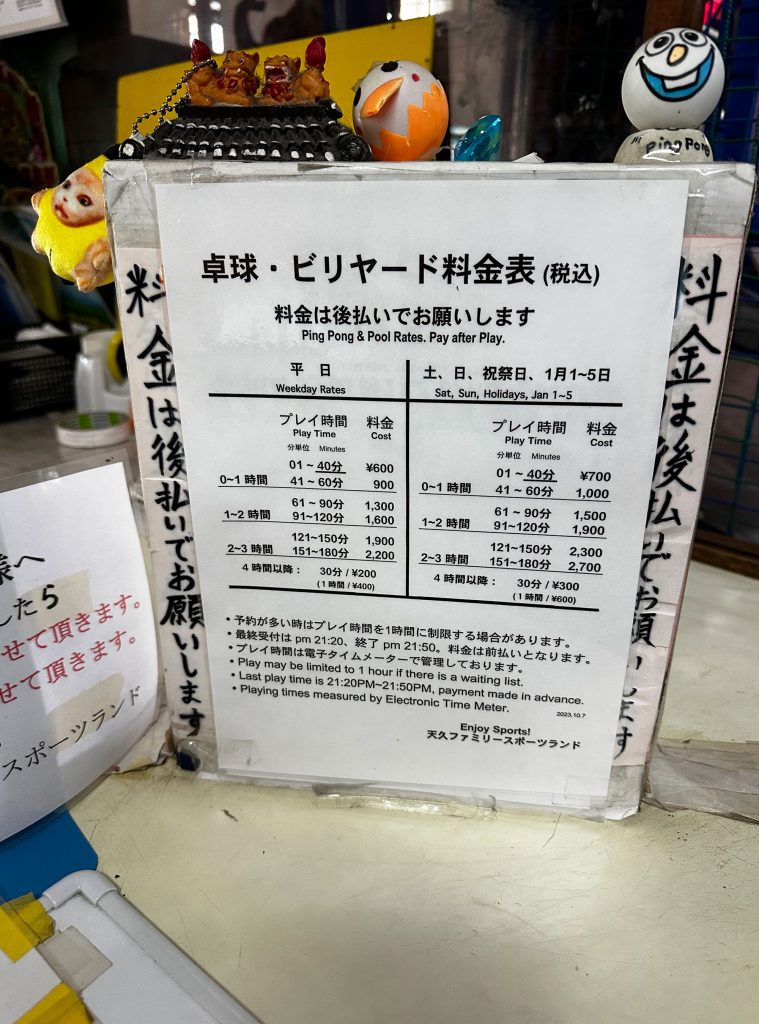 Ping Pong
卓球・ビリヤード料金表 (税込)
料金は後払いでお願いします
Ping Pong & Pool Rates. Pay after Play.
平 日
Weekday Rates
プレイ時間 料金
Play Time Cost
分単位 Minutes
01 ~ 40分 ¥600
0~1 時間 41 ~ 60分 900
61 ~ 90分 1,300
1~2 時間 91~120分 1,600
121~150分 1,900
2~3 時間 151~180分 2,200
4 時間以降: 30分 / ¥200
(1 時間 / ¥400)
土、日、祝祭日、1月1~5日
Sat, Sun, Holidays, Jan 1~5
プレイ時間 料金
Play Time Cost
分単位 Minutes
01 ~ 40分 ¥700
0~1 時間 41 ~ 60分 1,000
61 ~ 90分 1,500
1~2 時間 91~120分 1,900
121~150分 2,300
2~3 時間 151~180分 2,700
4 時間以降: 30分 / ¥300
(1 時間 / ¥600)
• 予約が多い時はプレイ時間を1時間に制限する場合があります。
• 最終受付は pm 21:20、終了 pm 21:50。料金は前払いとなります。
• プレイ時間は電子タイムメーターで管理しております。
• Play may be limited to 1 hour if there is a waiting list.
• Last play time is 21:20PM~21:50PM, payment made in advance.
• Playing times measured by Electronic Time Meter.
2023.10.7
Enjoy Sports!
天久ファミリースポーツランド
料金は後払いでお願いします
料金は後払いでお願いします
様へ
したら
せて頂きます。
せて頂きます。
スポーツランド